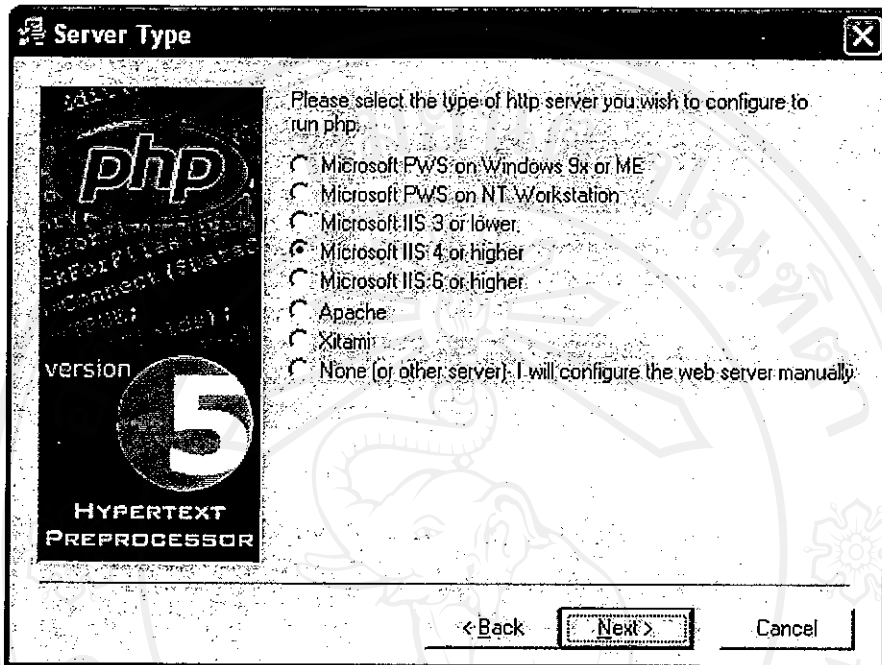 Server Type
Please select the type of http server you wish to configure to
run php.
Microsoft PWS on Windows 9x or ME
Microsoft PWS on NT Workstation
Microsoft IIS 3 or lower
Microsoft IIS 4 or higher
Microsoft IIS 6 or higher
Apache
Xitami
None (or other server)- I will configure the web server manually
php
version
5
HYPERTEXT
PREPROCESSOR
< Back
Next >
Cancel